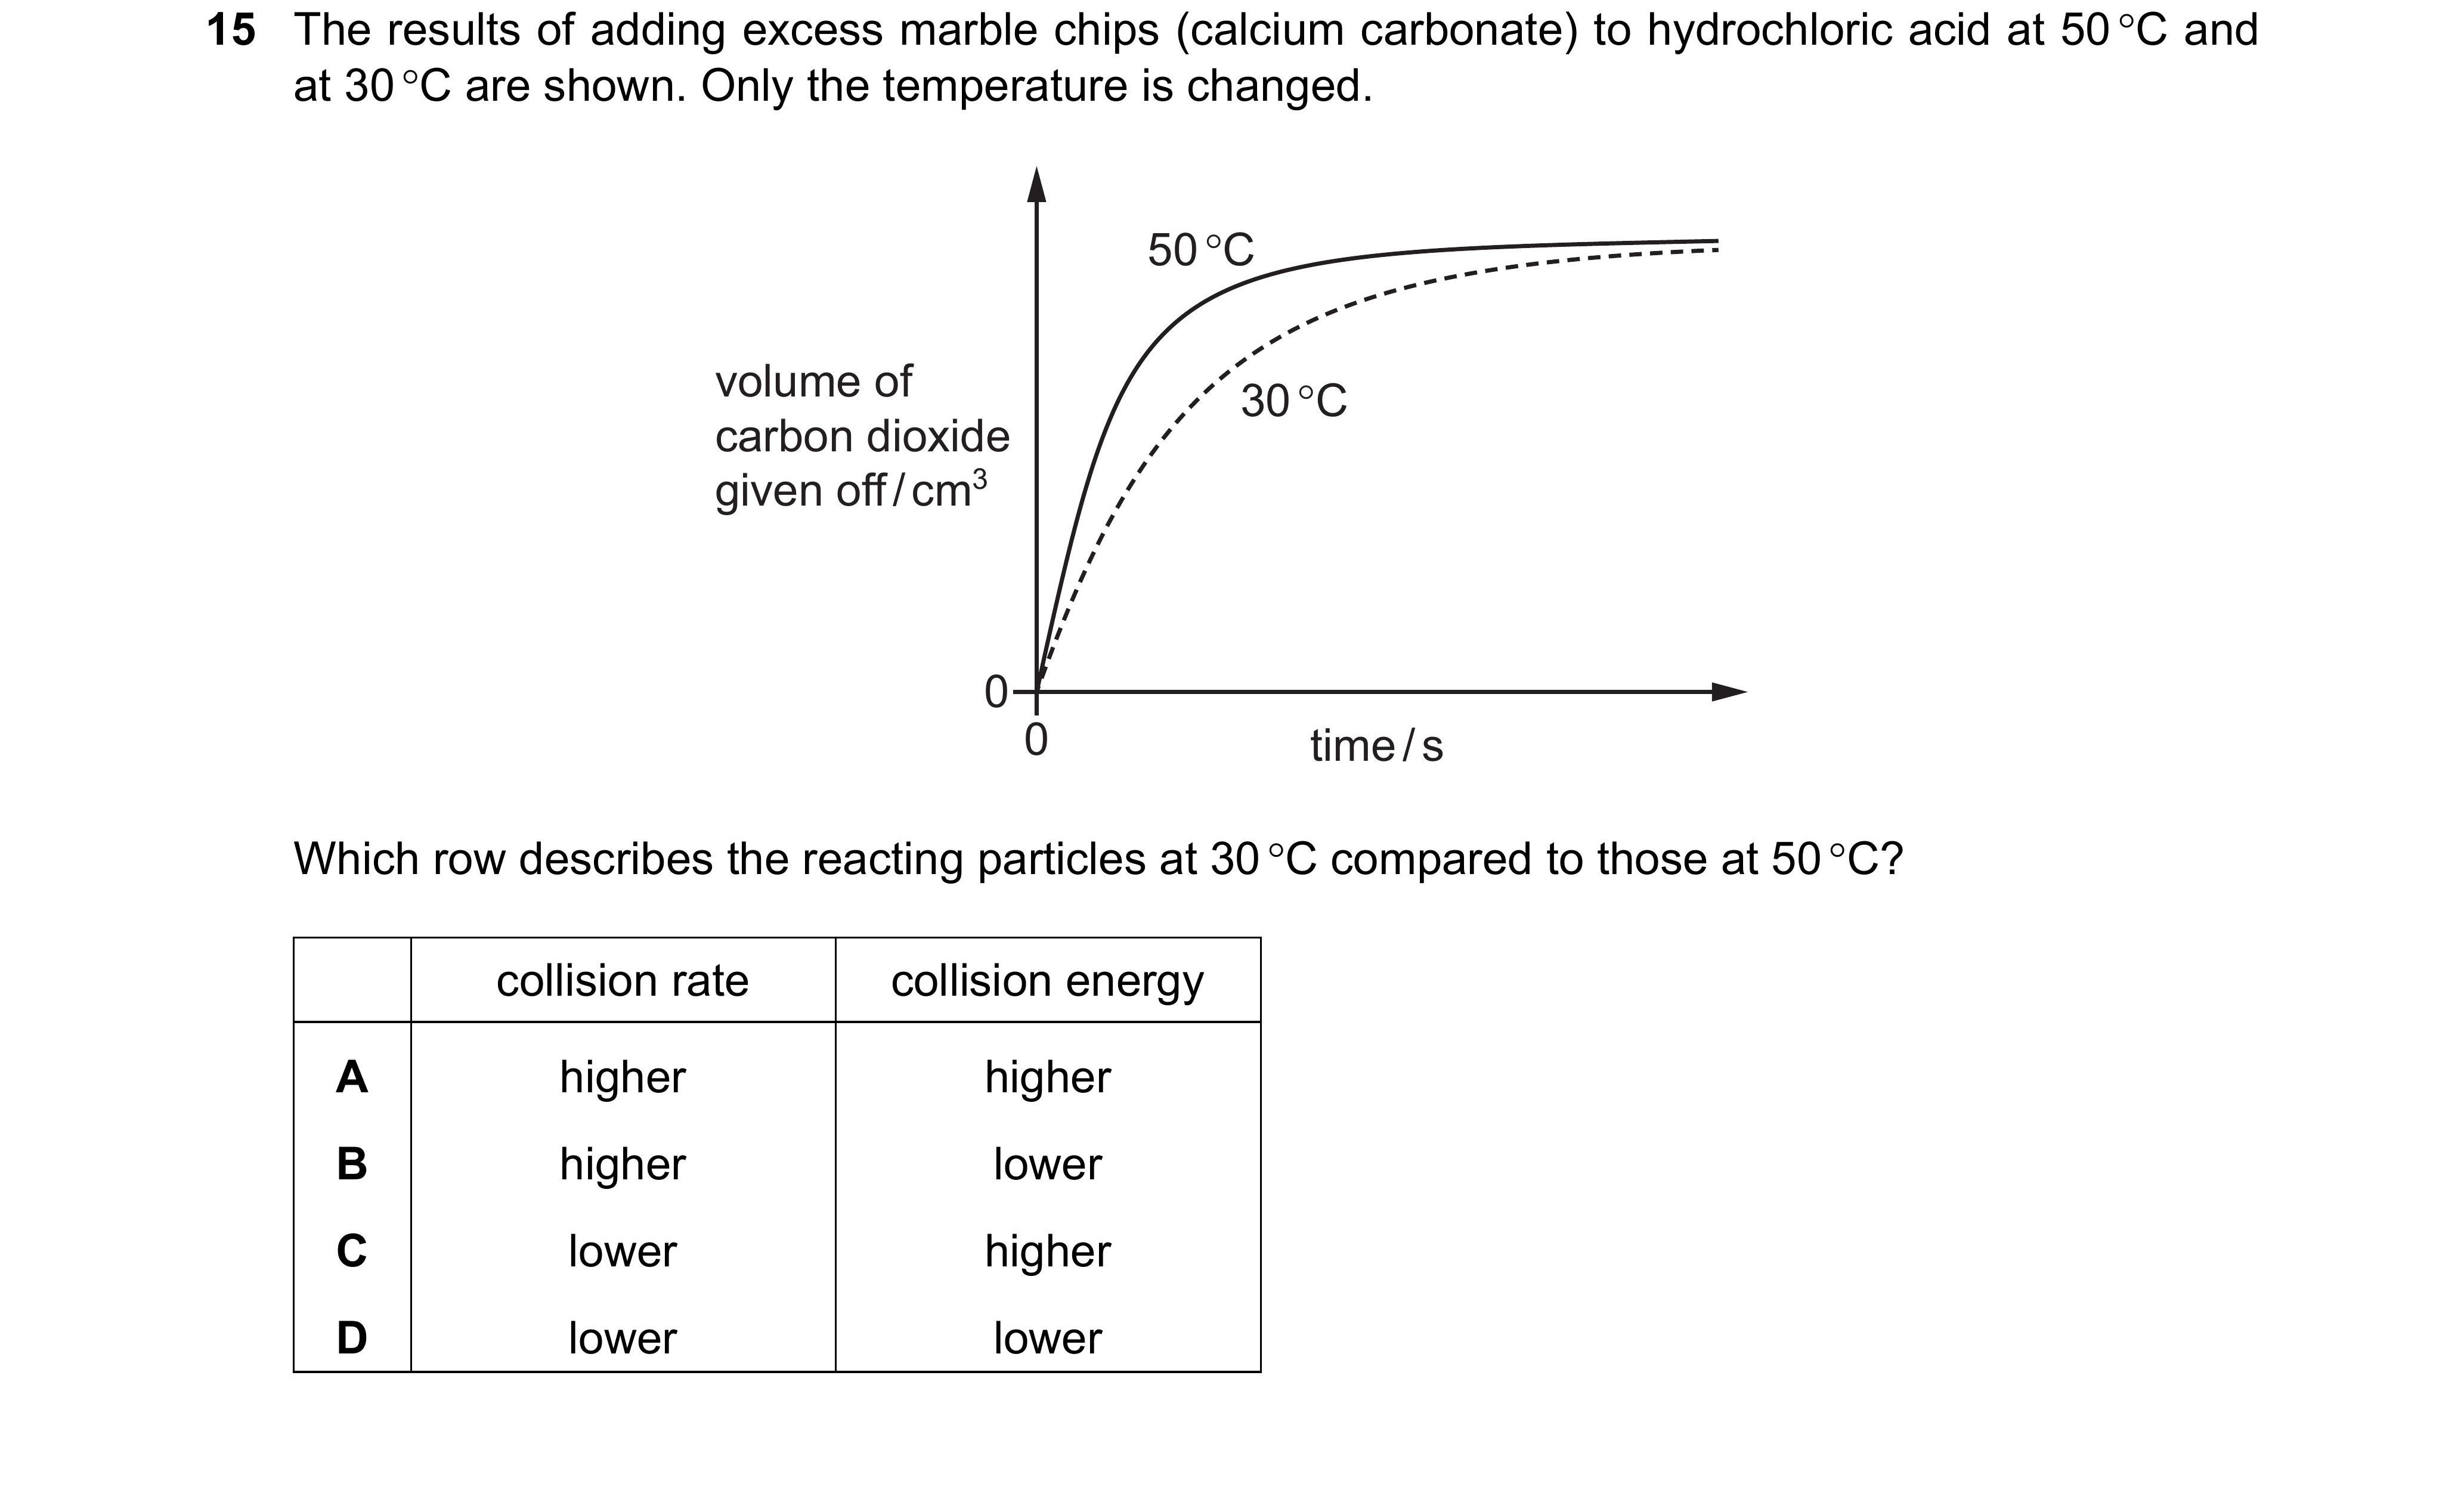 15 The results of adding excess marble chips (calcium carbonate) to hydrochloric acid at 50 °C and
at 30 °C are shown. Only the temperature is changed.
50 °C
30 °C
volume of
carbon dioxide
given off / cm³
0
0
time / s
Which row describes the reacting particles at 30 °C compared to those at 50 °C?
collision rate collision energy
A higher higher
B higher lower
C lower higher
D lower lower